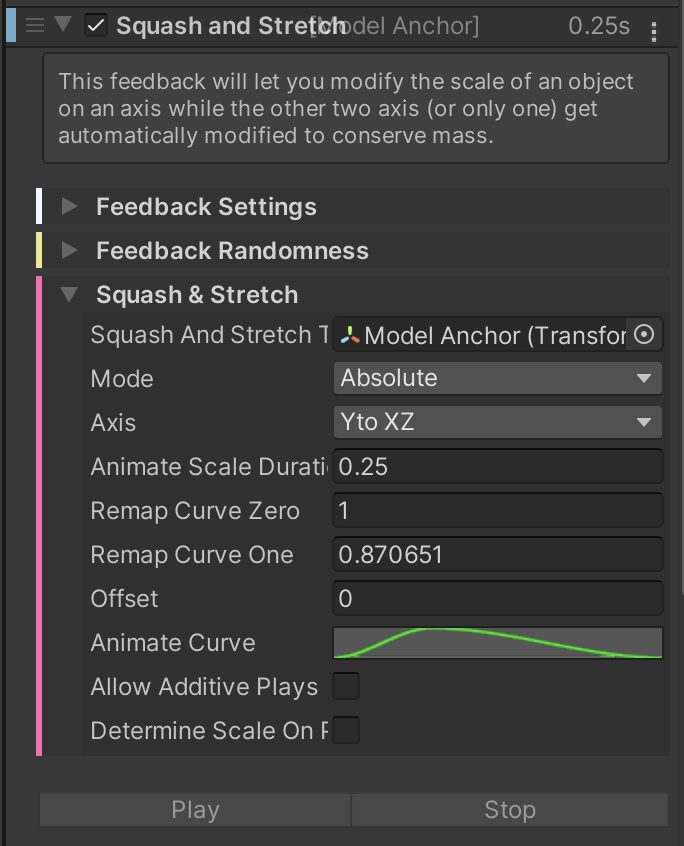 Squash and Stretch [Model Anchor] 0.25s
This feedback will let you modify the scale of an object
on an axis while the other two axis (or only one) get
automatically modified to conserve mass.
Feedback Settings
Feedback Randomness
Squash & Stretch
Squash And Stretch T Model Anchor (Transfor
Mode Absolute
Axis Yto XZ
Animate Scale Durati 0.25
Remap Curve Zero 1
Remap Curve One 0.870651
Offset 0
Animate Curve
Allow Additive Plays
Determine Scale On P
Play Stop